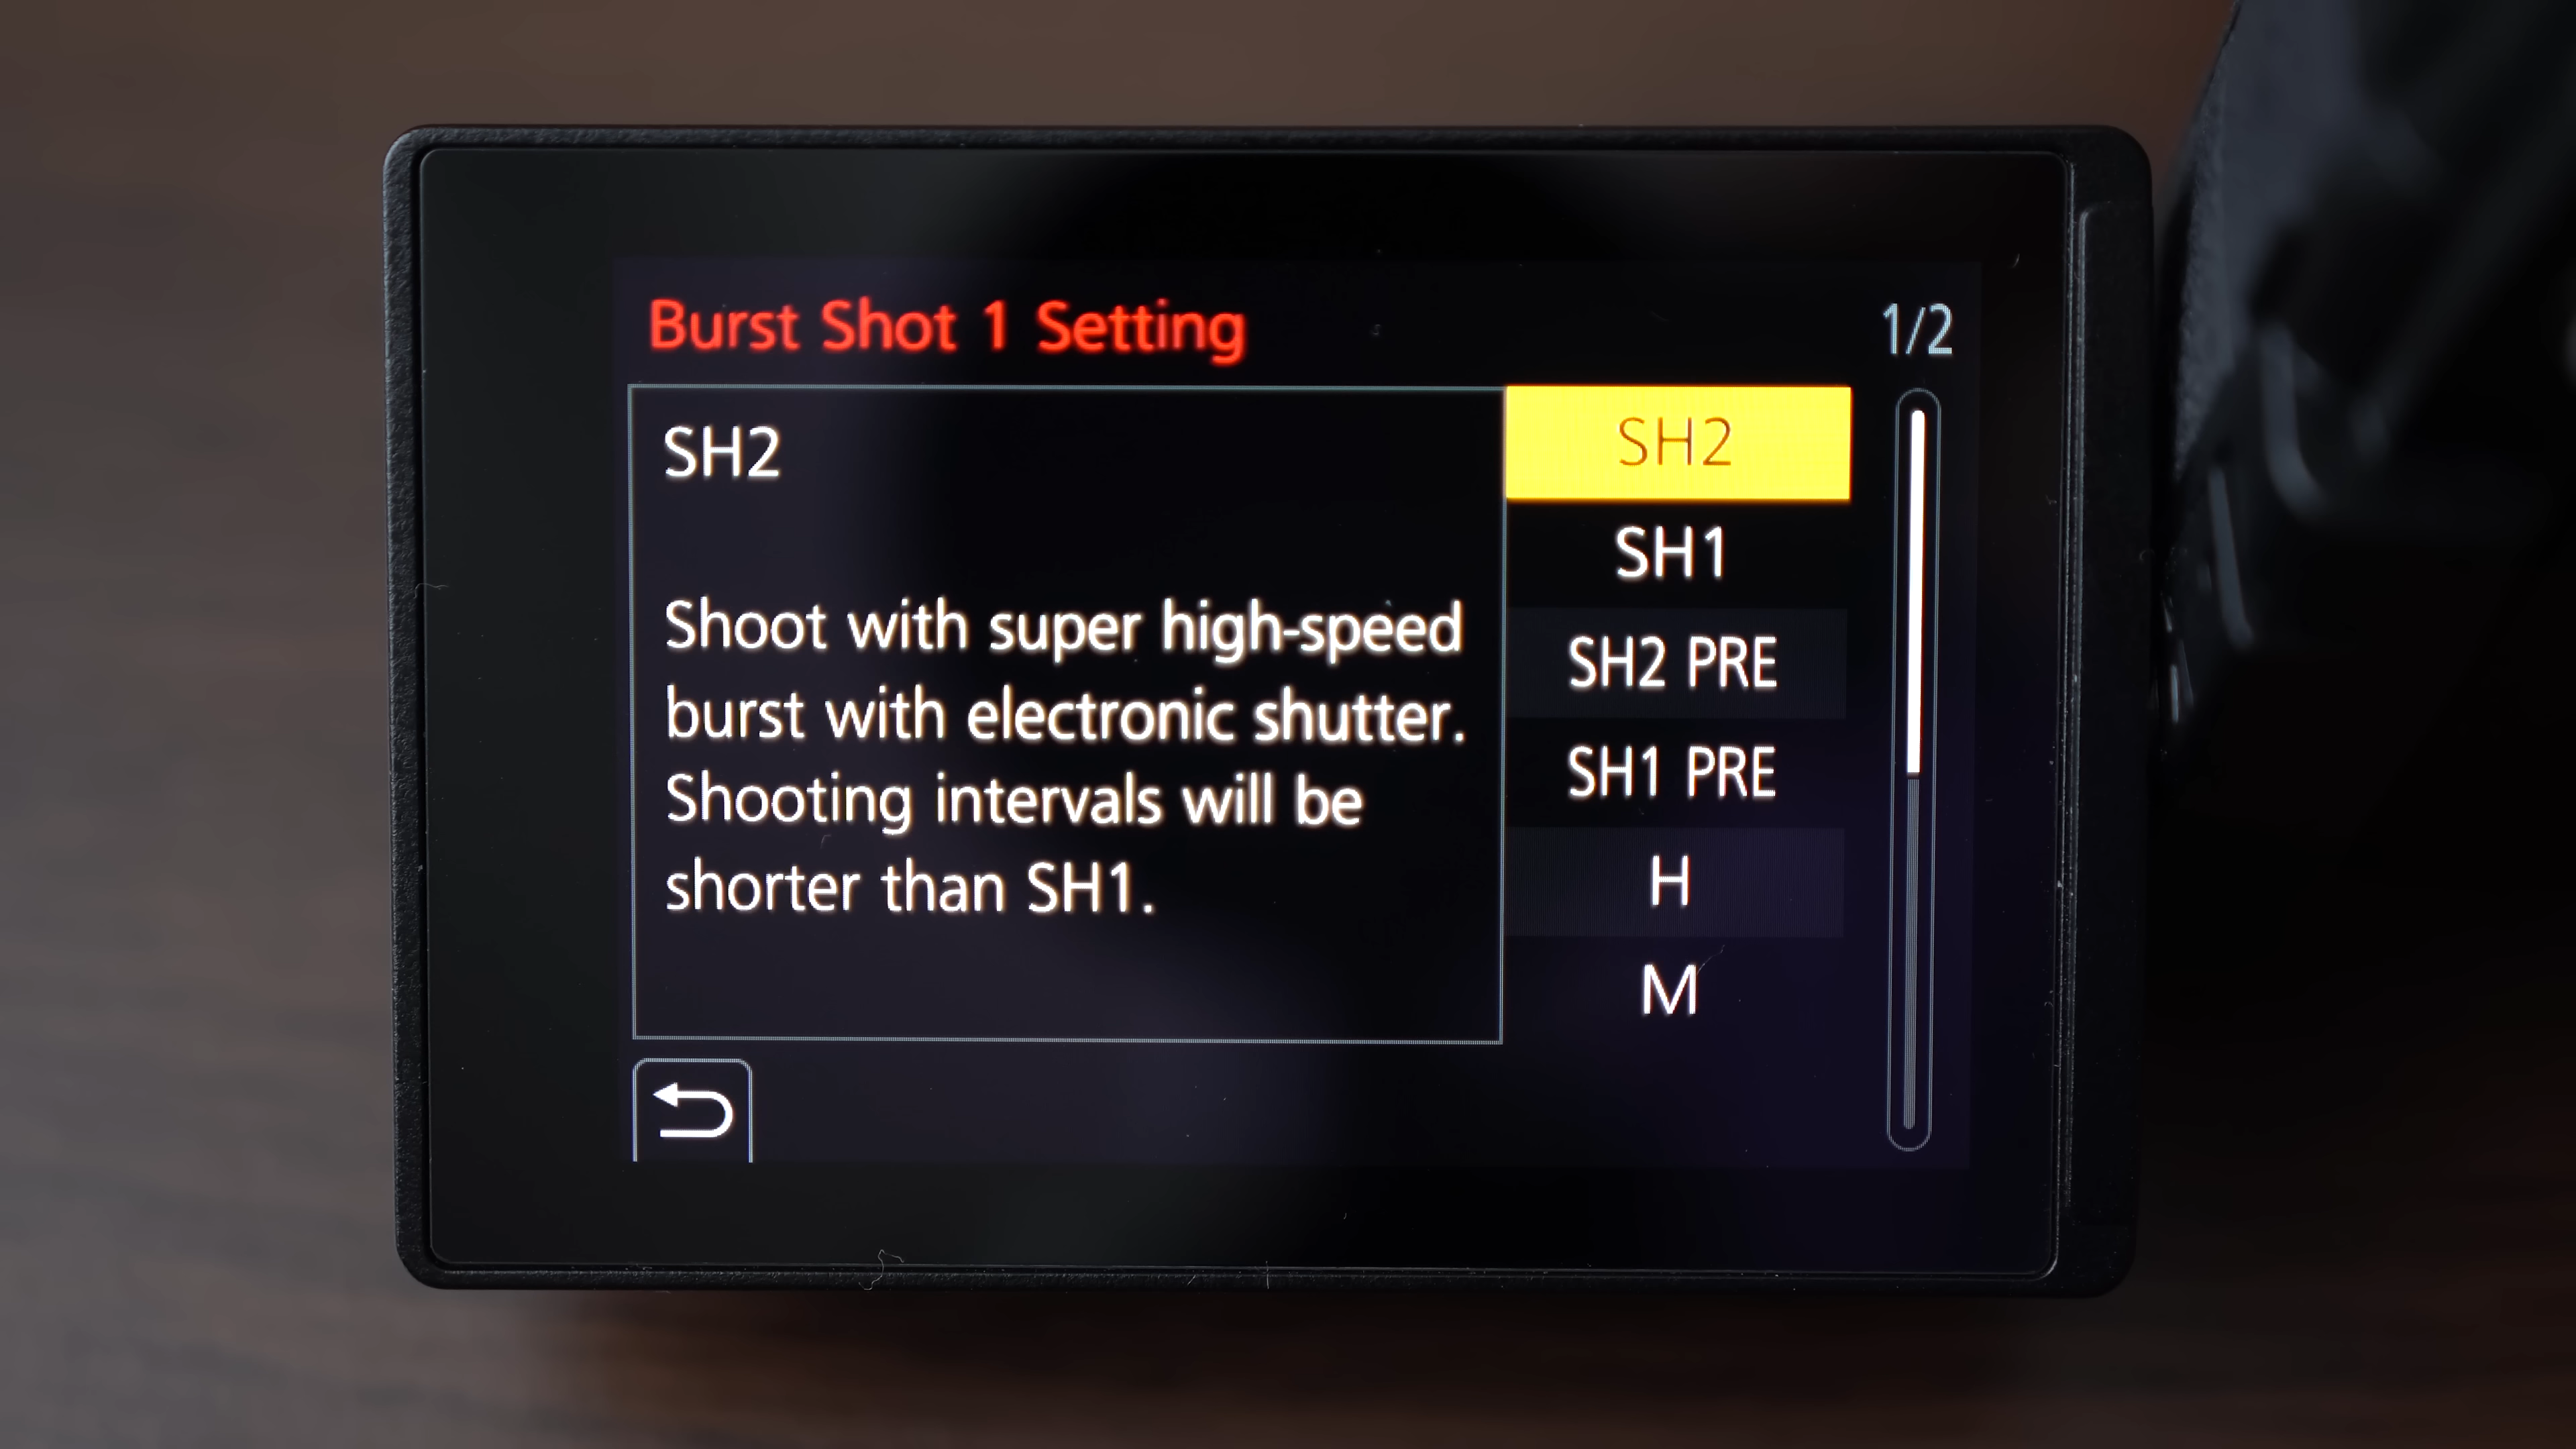 Burst Shot 1 Setting
1/2
SH2
Shoot with super high-speed
burst with electronic shutter.
Shooting intervals will be
shorter than SH1.
SH2
SH1
SH2 PRE
SH1 PRE
H
M